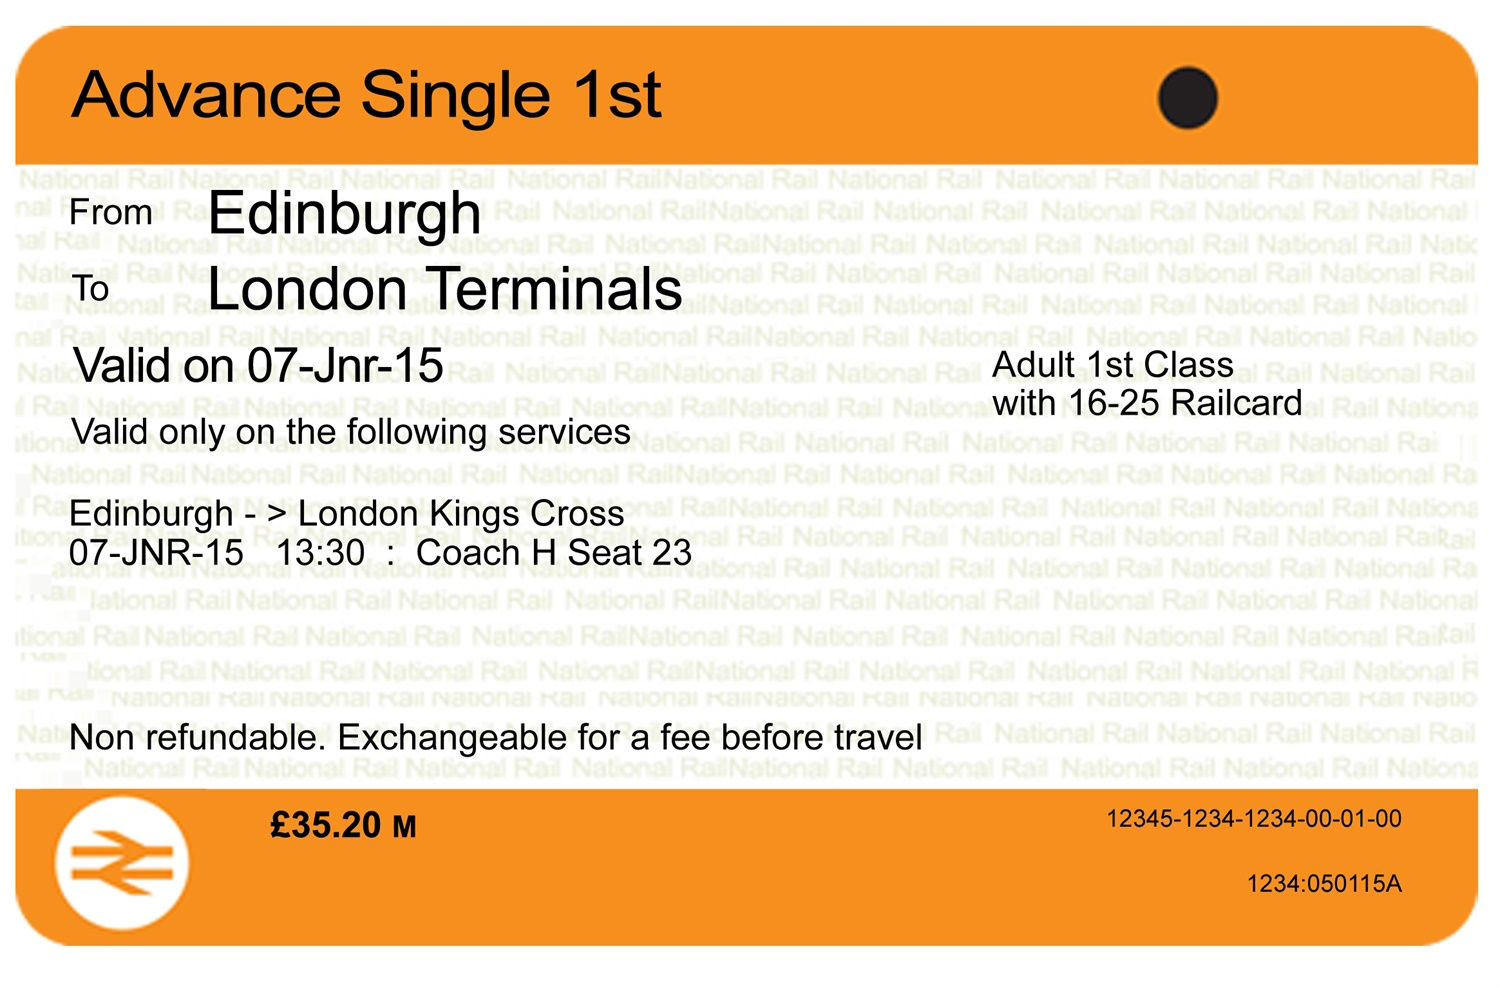 Advance Single 1st
From Edinburgh
To London Terminals
Valid on 07-Jnr-15
Adult 1st Class
with 16-25 Railcard
Valid only on the following services
Edinburgh - > London Kings Cross
07-JNR-15 13:30 : Coach H Seat 23
Non refundable. Exchangeable for a fee before travel
£35.20 M
12345-1234-1234-00-01-00
1234:050115A